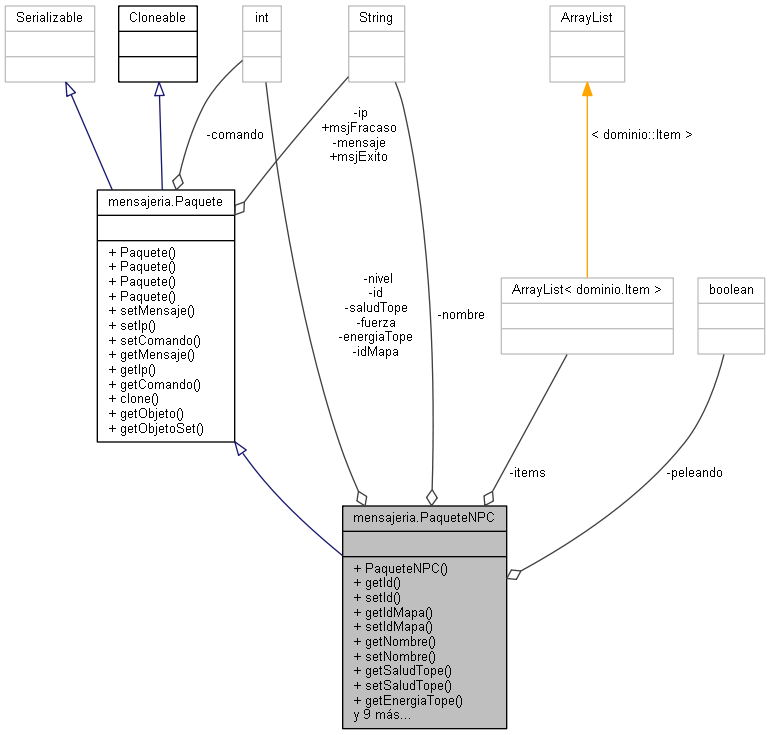 Serializable
Cloneable
int
String
ArrayList
-comando
-ip
+msjFracaso
-mensaje
+msjExito
< dominio::Item >
mensajeria.Paquete
+ Paquete()
+ Paquete()
+ Paquete()
+ Paquete()
+ setMensaje()
+ setIp()
+ setComando()
+ getMensaje()
+ getIp()
+ getComando()
+ clone()
+ getObjeto()
+ getObjetoSet()
-nivel
-id
-saludTope
-fuerza
-energiaTope
-idMapa
-nombre
ArrayList< dominio.Item >
boolean
-items
-peleando
mensajeria.PaqueteNPC
+ PaqueteNPC()
+ getId()
+ setId()
+ getIdMapa()
+ setIdMapa()
+ getNombre()
+ setNombre()
+ getSaludTope()
+ setSaludTope()
+ getEnergiaTope()
y 9 más...